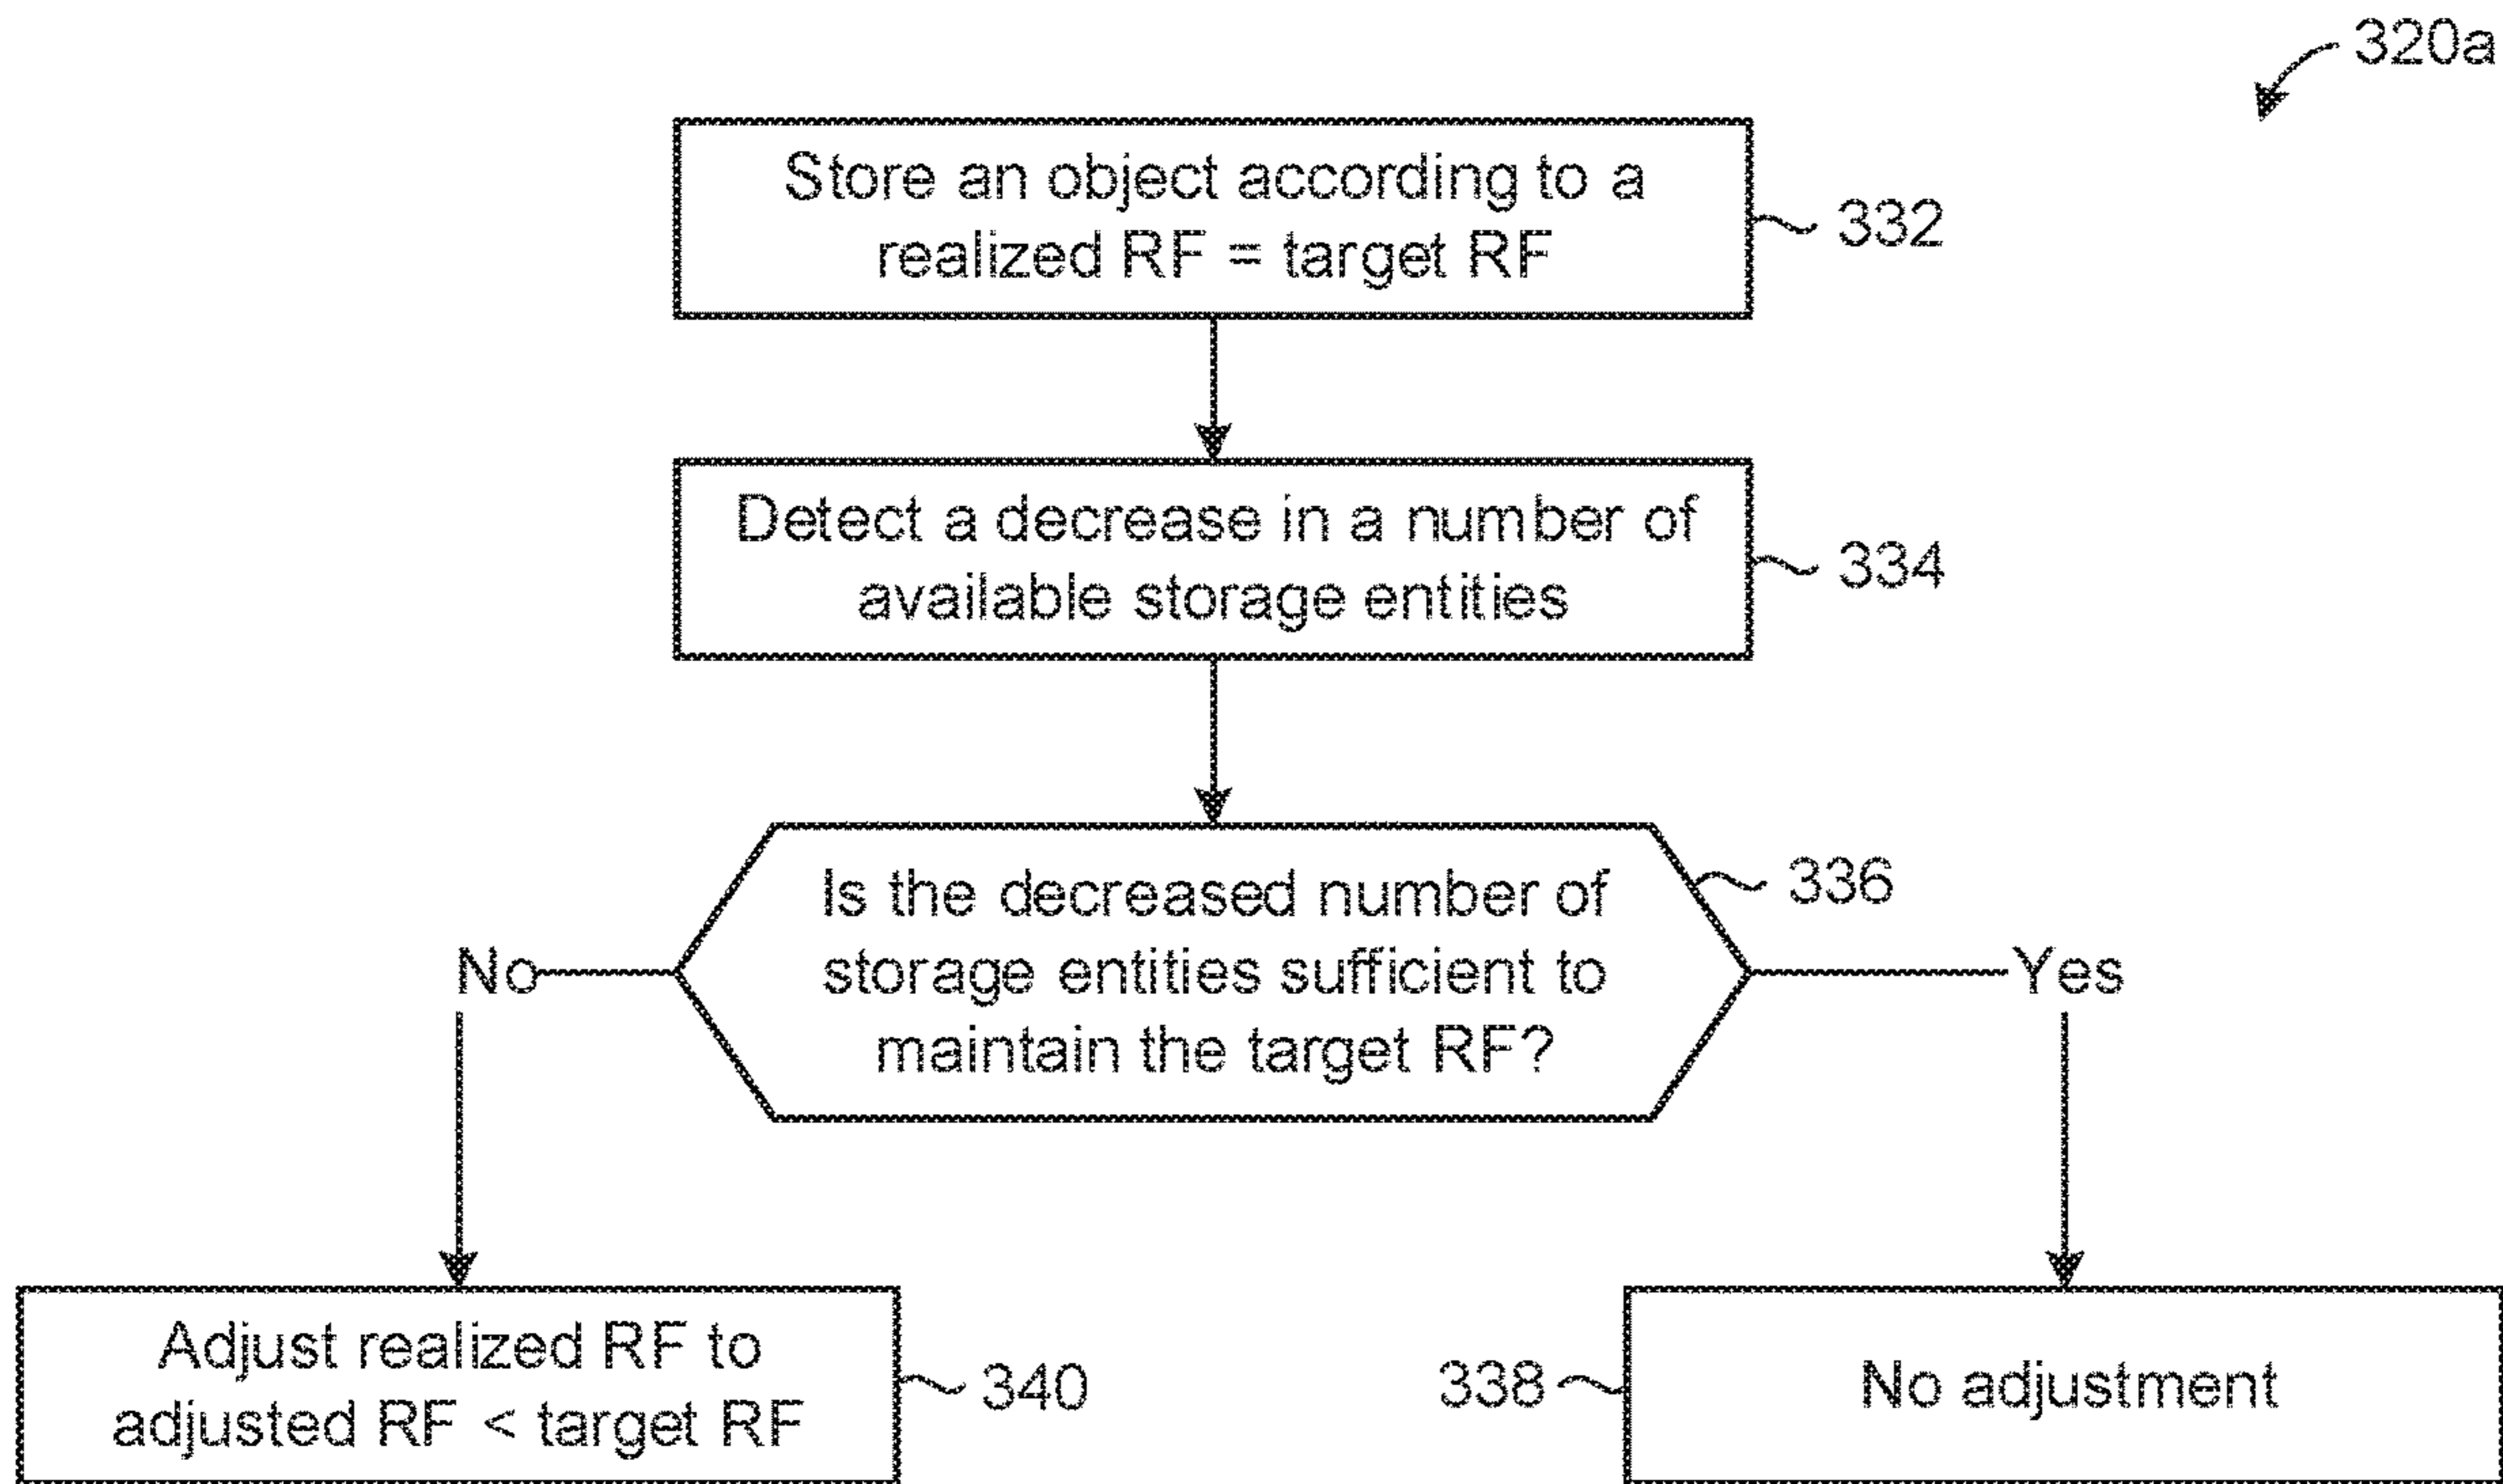 320a
Store an object according to a
realized RF = target RF
332
Detect a decrease in a number of
available storage entities
334
Is the decreased number of
storage entities sufficient to
maintain the target RF?
336
No
Yes
Adjust realized RF to
adjusted RF < target RF
340
338
No adjustment